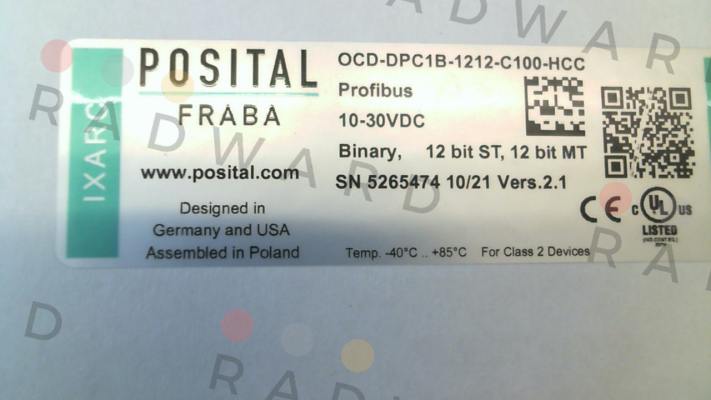 IXARC
POSITAL
FRABA
www.posital.com
Designed in
Germany and USA
Assembled in Poland
OCD-DPC1B-1212-C100-HCC
Profibus
10-30VDC
Binary, 12 bit ST, 12 bit MT
SN 5265474 10/21 Vers.2.1
Temp. -40°C .. +85°C For Class 2 Devices
CE
C UL US
LISTED
RADWARD
RADWAR
RADWAR
RADWAR
D